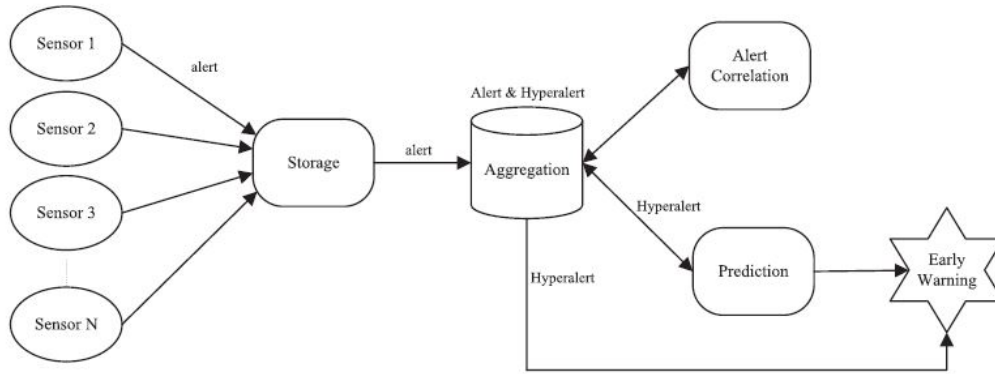 Sensor 1
alert
Sensor 2
Sensor 3
Sensor N
Storage
alert
Alert & Hyperalert
Aggregation
Alert
Correlation
Hyperalert
Hyperalert
Prediction
Early
Warning